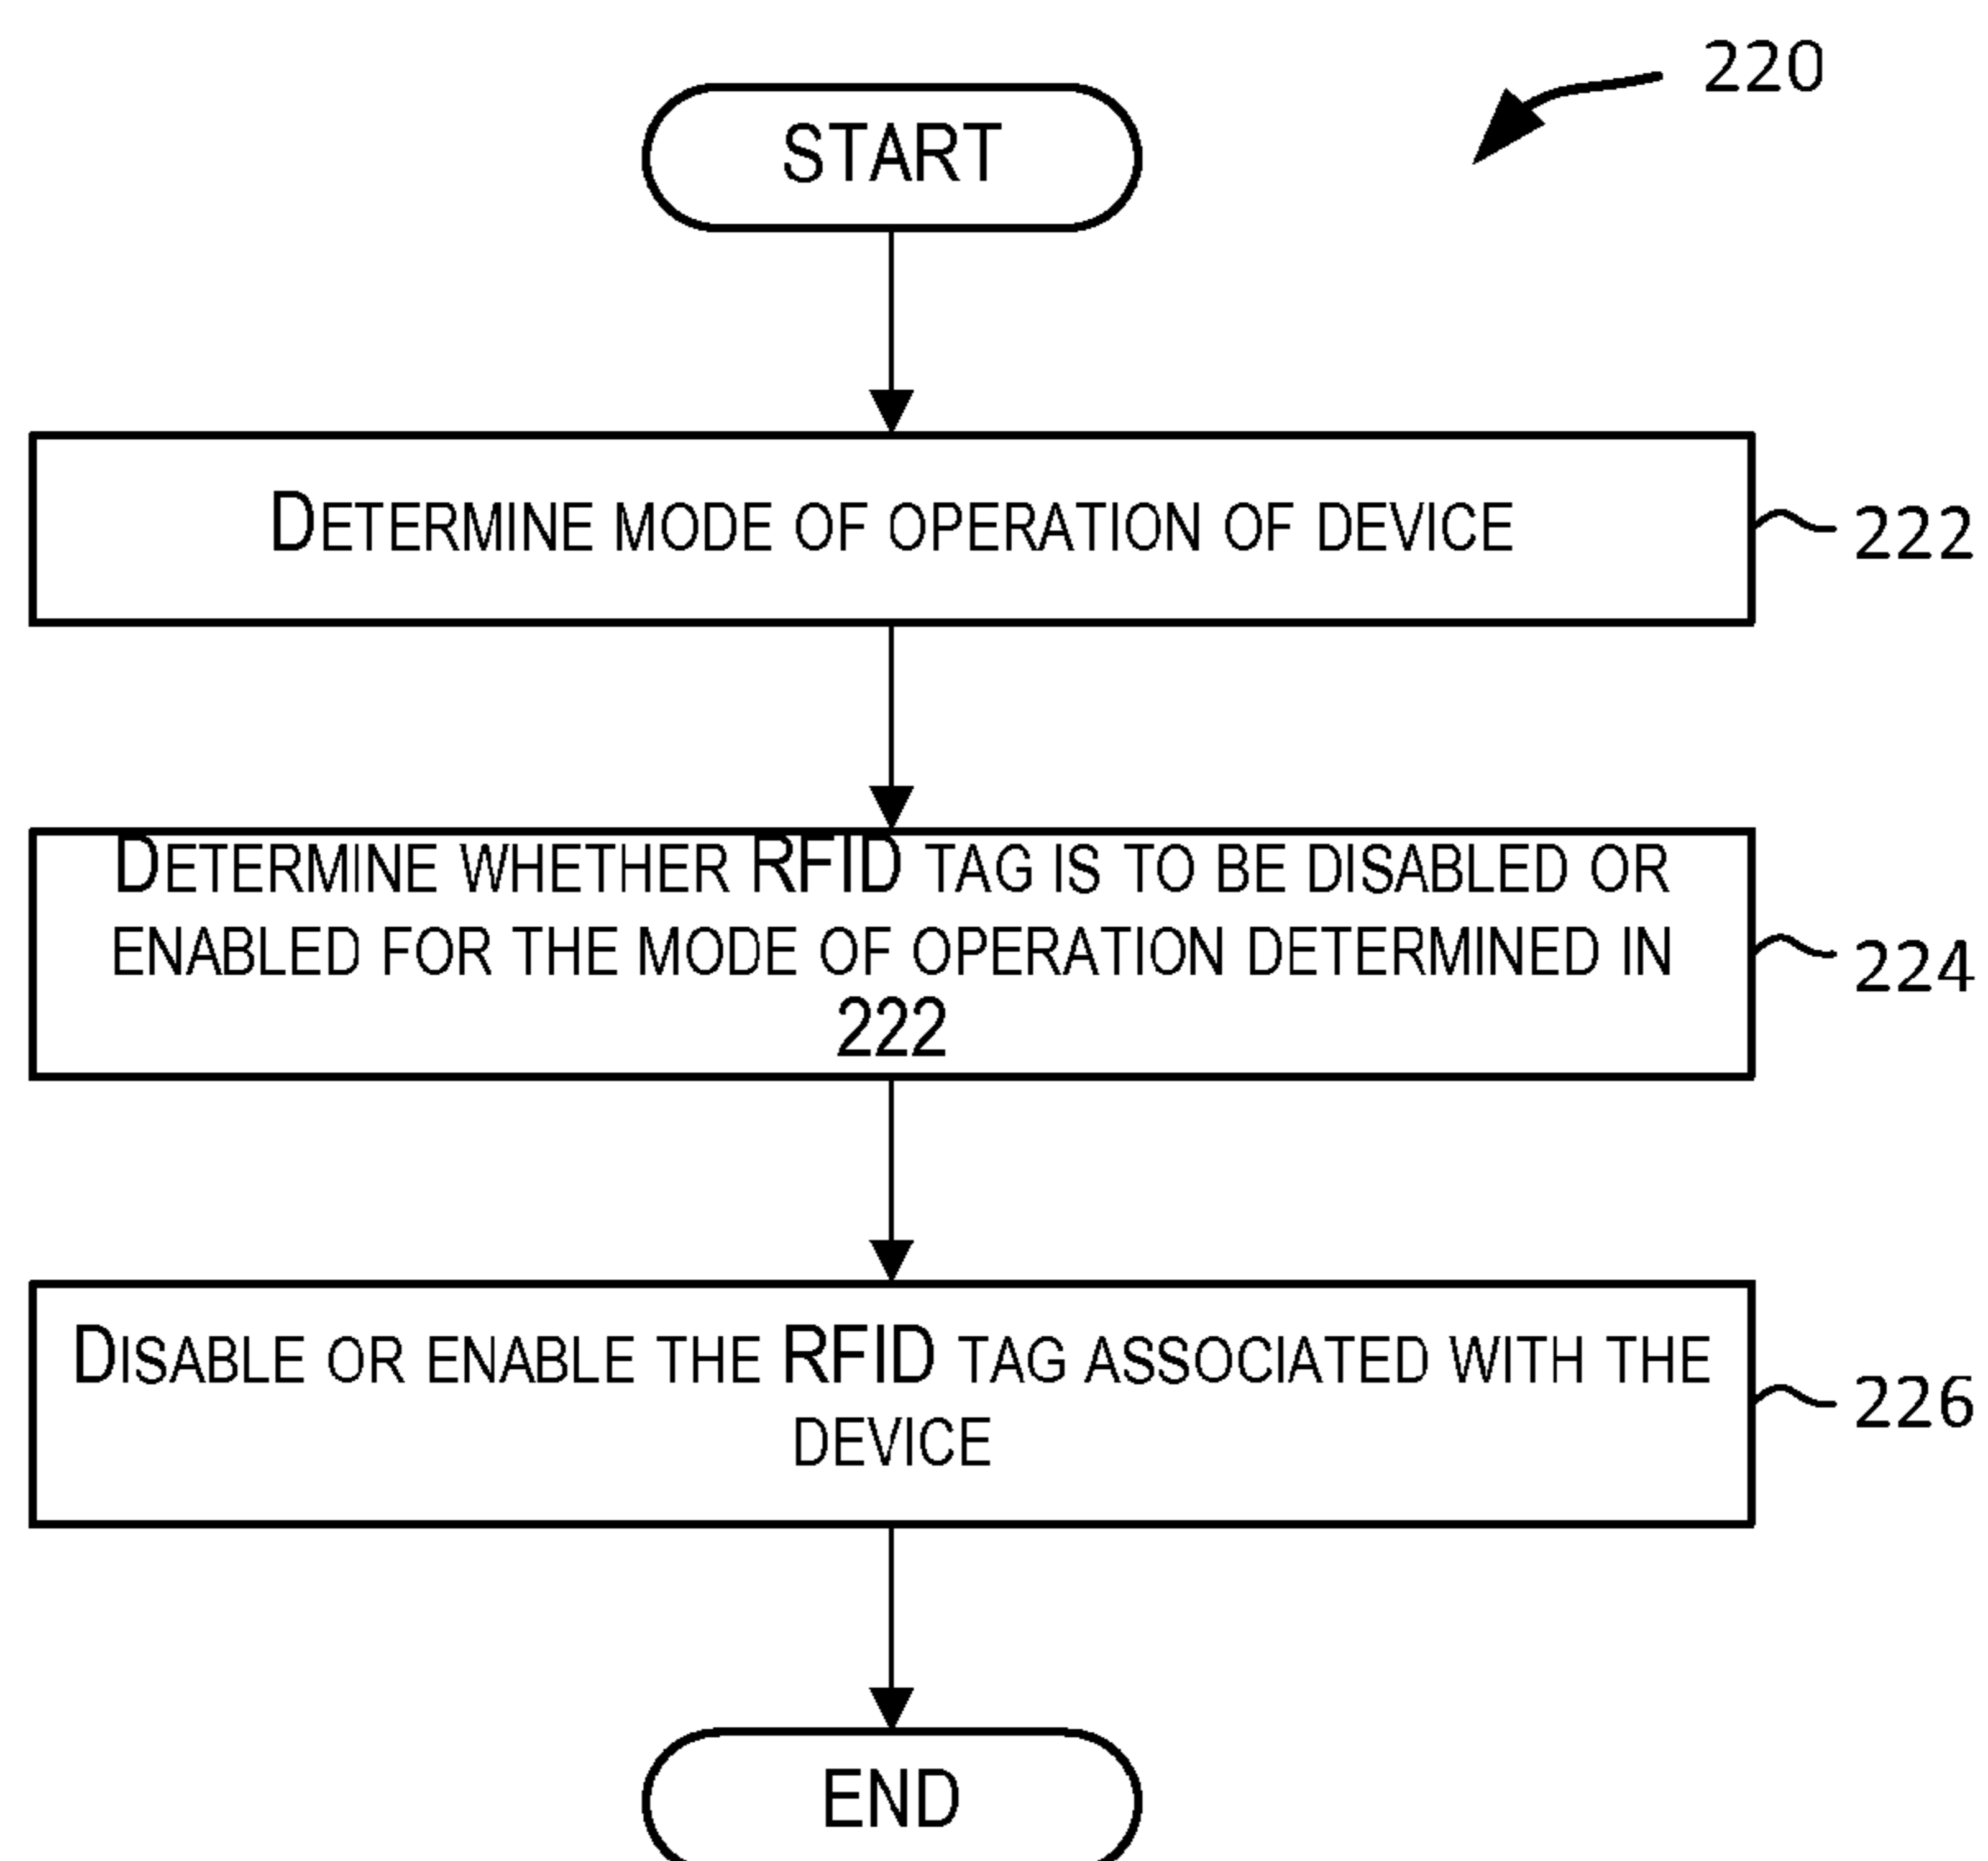 220
START
DETERMINE MODE OF OPERATION OF DEVICE
222
DETERMINE WHETHER RFID TAG IS TO BE DISABLED OR
ENABLED FOR THE MODE OF OPERATION DETERMINED IN
222
224
DISABLE OR ENABLE THE RFID TAG ASSOCIATED WITH THE
DEVICE
226
END